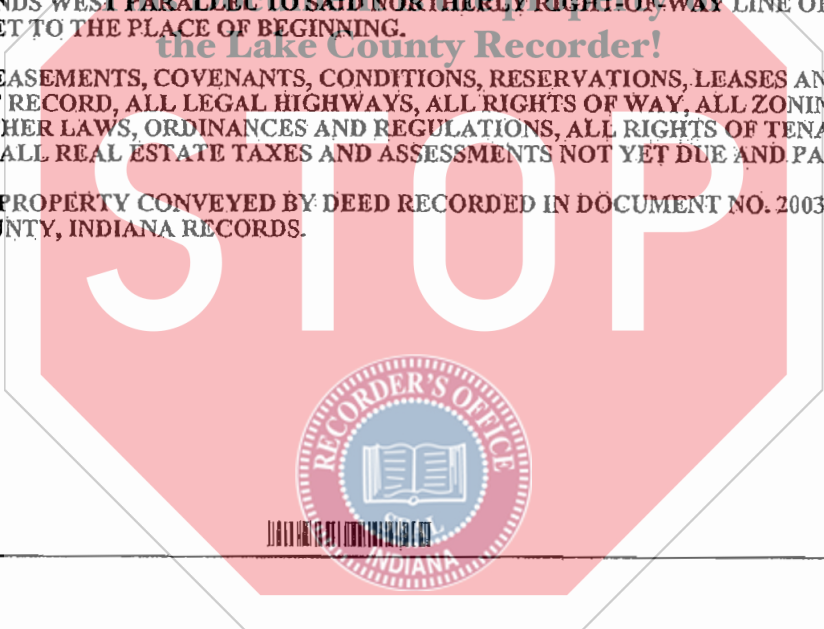 NDS WEST PARALLEL TO SAID NORTHERLY RIGHT-OF-WAY LINE OF
ET TO THE PLACE OF BEGINNING.
the Lake County Recorder!
EASEMENTS, COVENANTS, CONDITIONS, RESERVATIONS, LEASES AN
RECORD, ALL LEGAL HIGHWAYS, ALL RIGHTS OF WAY, ALL ZONIN
HER LAWS, ORDINANCES AND REGULATIONS, ALL RIGHTS OF TENA
ALL REAL ESTATE TAXES AND ASSESSMENTS NOT YET DUE AND PA
PROPERTY CONVEYED BY DEED RECORDED IN DOCUMENT NO. 2003
UNTY, INDIANA RECORDS.
STOP
RECORDER'S OFFICE
SEAL
INDIANA